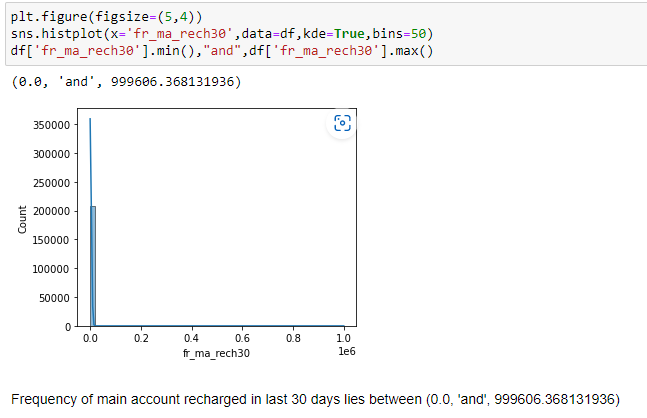 plt.figure(figsize=(5,4))
sns.histplot(x='fr_ma_rech30',data=df,kde=True,bins=50)
df['fr_ma_rech30'].min(),"and",df['fr_ma_rech30'].max()
(0.0, 'and', 999606.368131936)
350000
300000
250000
200000
150000
100000
50000
0
Count
0.0 0.2 0.4 0.6 0.8 1.0
1e6
fr_ma_rech30
Frequency of main account recharged in last 30 days lies between (0.0, 'and', 999606.368131936)